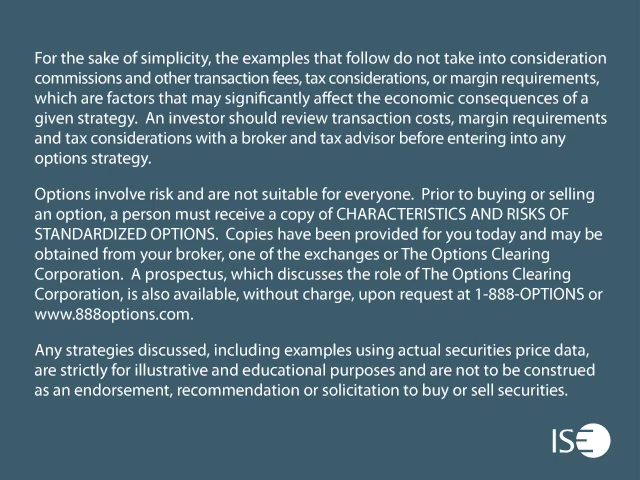 For the sake of simplicity, the examples that follow do not take into consideration
commissions and other transaction fees, tax considerations, or margin requirements,
which are factors that may significantly affect the economic consequences of a
given strategy.  An investor should review transaction costs, margin requirements
and tax considerations with a broker and tax advisor before entering into any
options strategy.
Options involve risk and are not suitable for everyone.  Prior to buying or selling
an option, a person must receive a copy of CHARACTERISTICS AND RISKS OF
STANDARDIZED OPTIONS.  Copies have been provided for you today and may be
obtained from your broker, one of the exchanges or The Options Clearing
Corporation.  A prospectus, which discusses the role of The Options Clearing
Corporation, is also available, without charge, upon request at 1-888-OPTIONS or
www.888options.com.
Any strategies discussed, including examples using actual securities price data,
are strictly for illustrative and educational purposes and are not to be construed
as an endorsement, recommendation or solicitation to buy or sell securities.
ISE